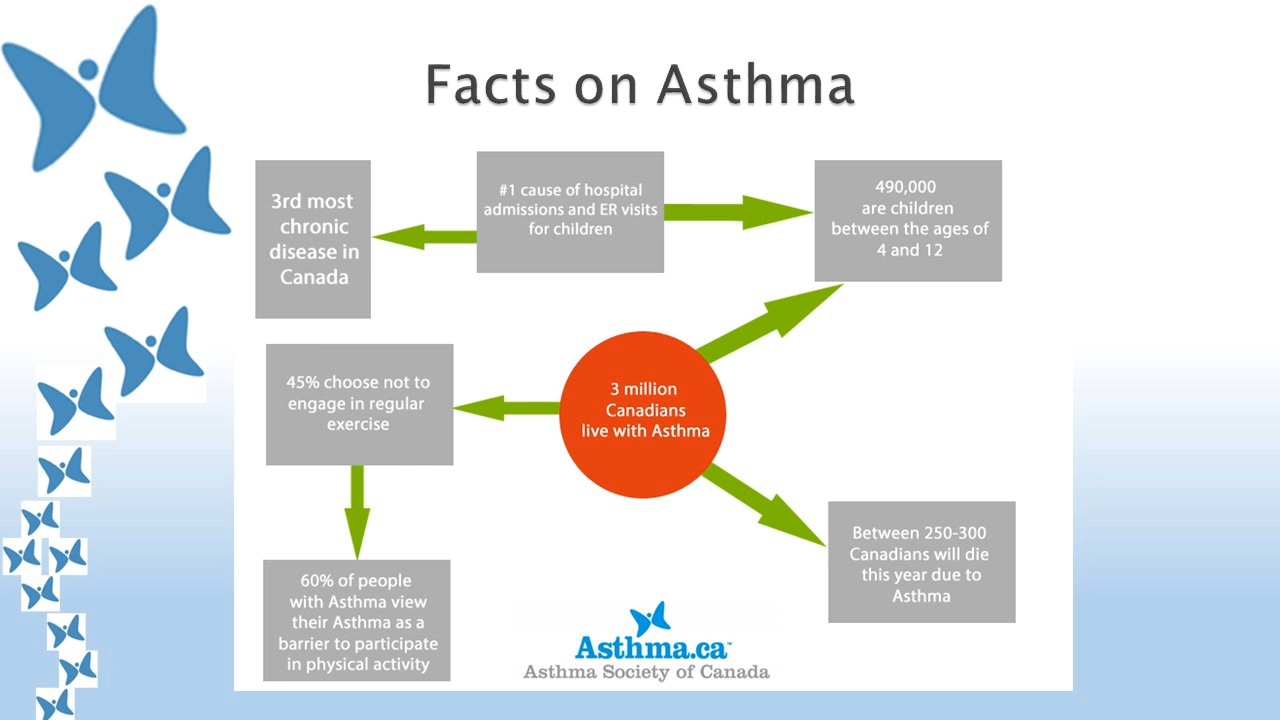 Facts on Asthma
3rd most
chronic
disease in
Canada
#1 cause of hospital
admissions and ER visits
for children
490,000
are children
between the ages of
4 and 12
45% choose not to
engage in regular
exercise
3 million
Canadians
live with Asthma
60% of people
with Asthma view
their Asthma as a
barrier to participate
in physical activity
Between 250-300
Canadians will die
this year due to
Asthma
Asthma.ca™
Asthma Society of Canada